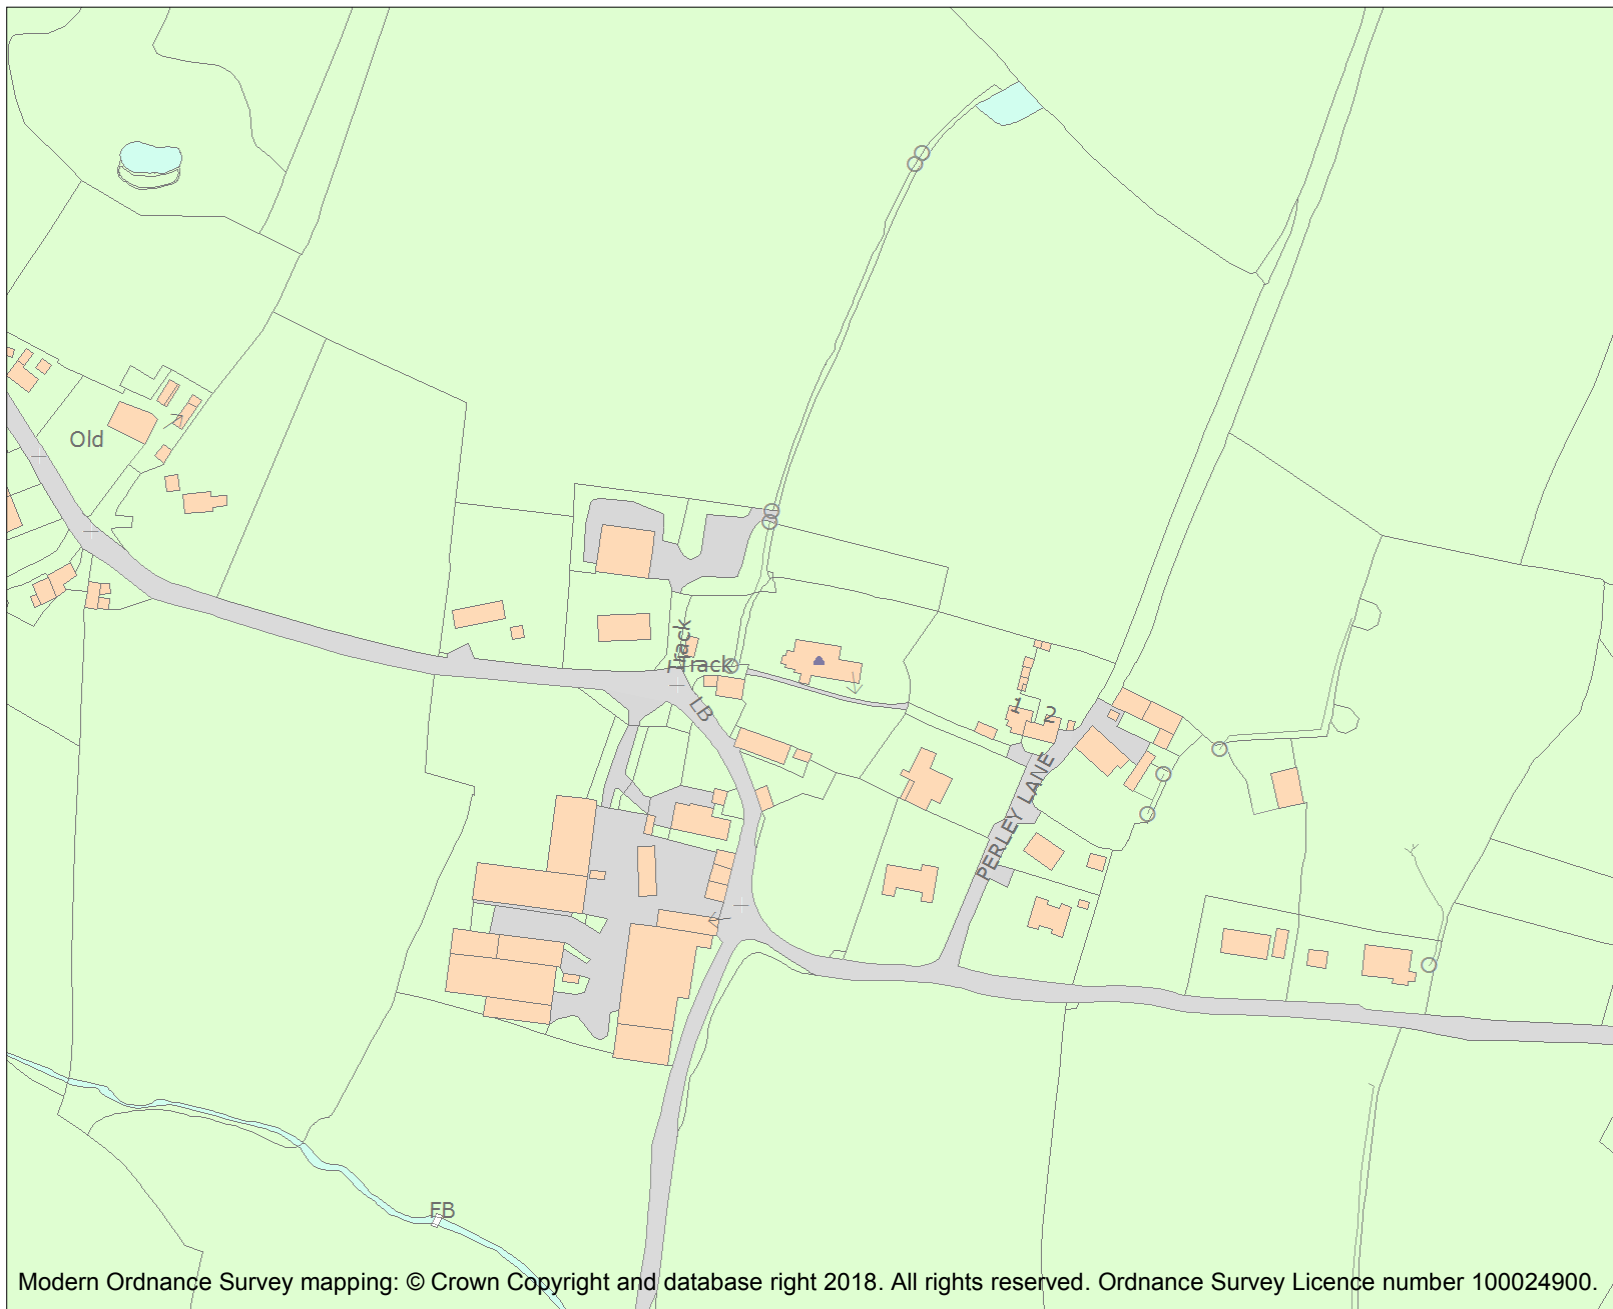 Old
Track
Track
LB
1
2
PERLEY LANE
FB
Modern Ordnance Survey mapping: © Crown Copyright and database right 2018. All rights reserved. Ordnance Survey Licence number 100024900.